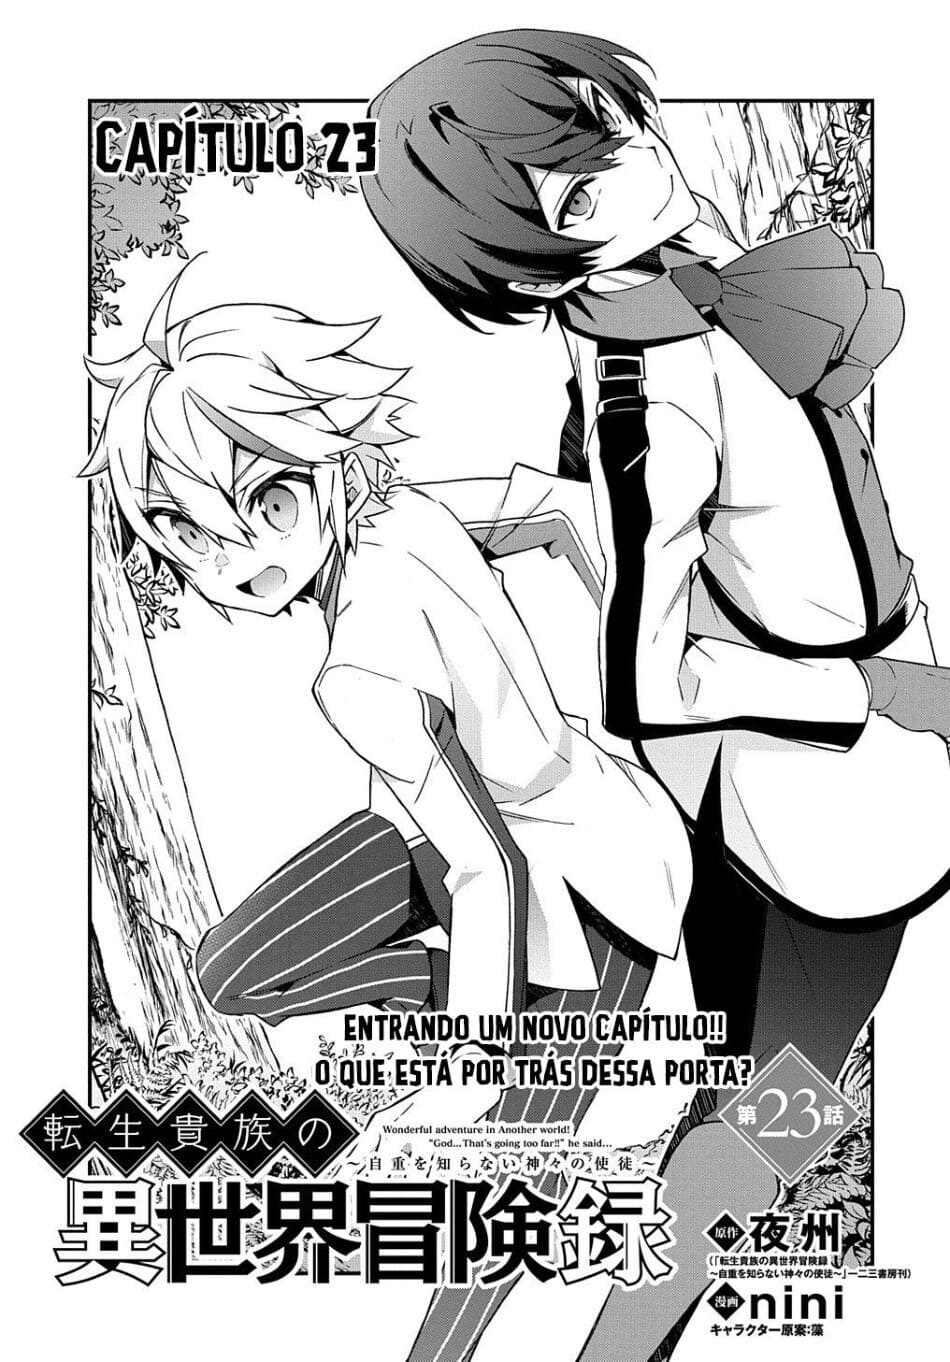 CAPÍTULO 23
ENTRANDO UM NOVO CAPÍTULO!!
O QUE ESTÁ POR TRÁS DESSA PORTA?
第23話
転生貴族の
Wonderful adventure in Another world!
"God...That's going too far!!" he said...
～自重を知らない神々の使徒～
異世界冒険録
原作 夜州
(「転生貴族の異世界冒険録
～自重を知らない神々の使徒～」一二三書房刊)
漫画 nini
キャラクター原案:藻